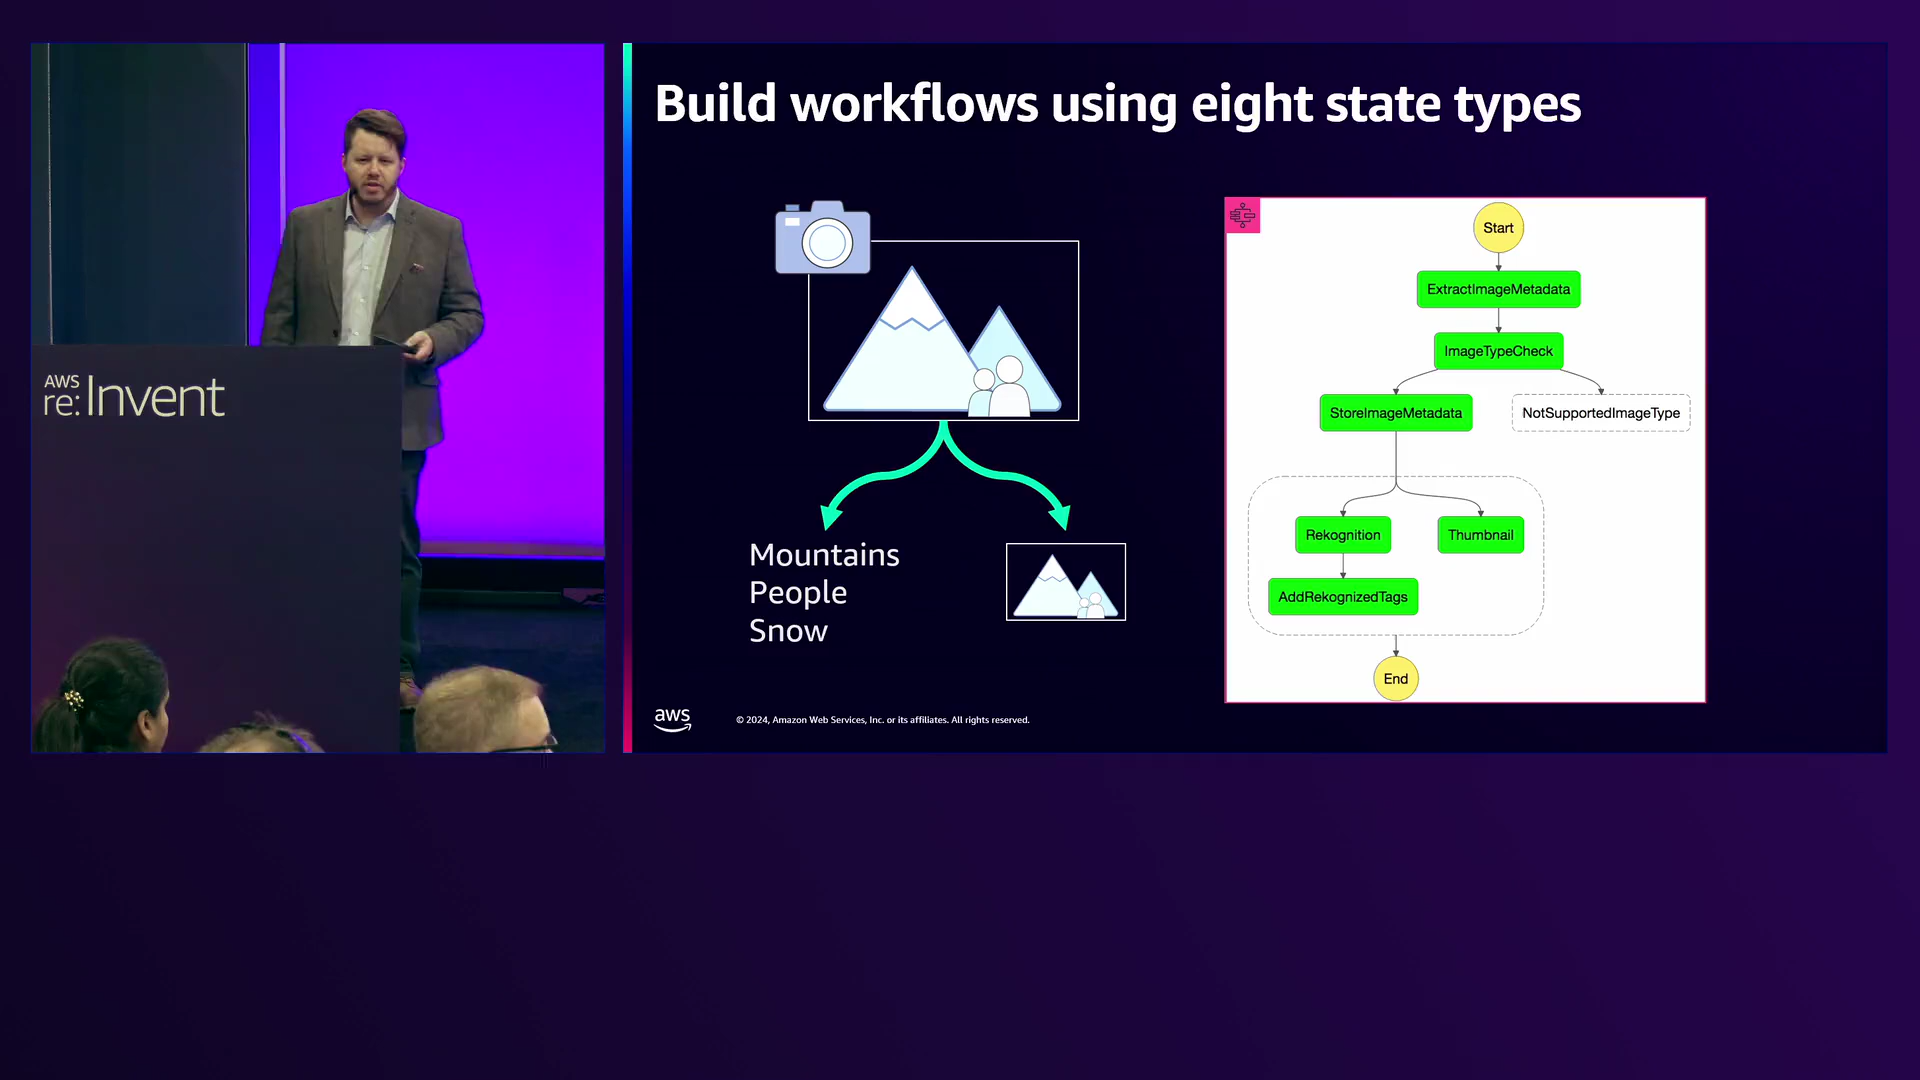 AWS
re:Invent
Build workflows using eight state types
Mountains
People
Snow
Start
ExtractImageMetadata
ImageTypeCheck
StoreImageMetadata
NotSupportedImageType
Rekognition
Thumbnail
AddRekognizedTags
End
aws
© 2024, Amazon Web Services, Inc. or its affiliates. All rights reserved.